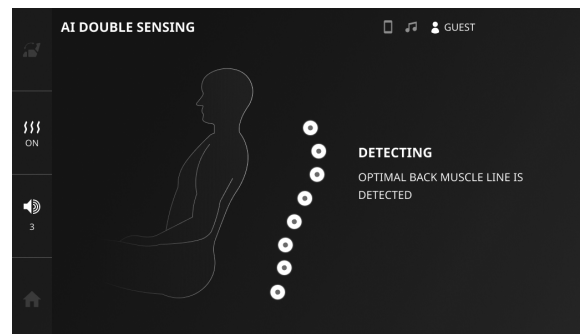 AI DOUBLE SENSING
GUEST
ON
3
DETECTING
OPTIMAL BACK MUSCLE LINE IS
DETECTED